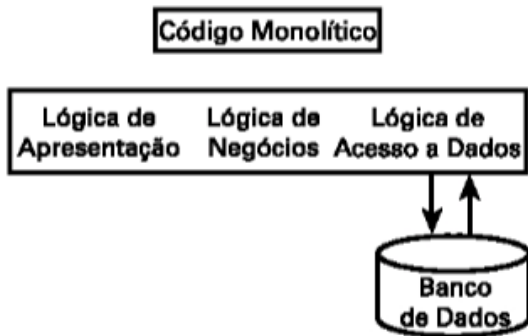 Código Monolítico
Lógica de Apresentação
Lógica de Negócios
Lógica de Acesso a Dados
Banco de Dados